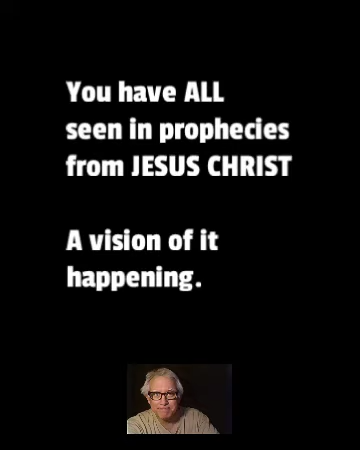 You have ALL
seen in prophecies
from JESUS CHRIST
A vision of it
happening.